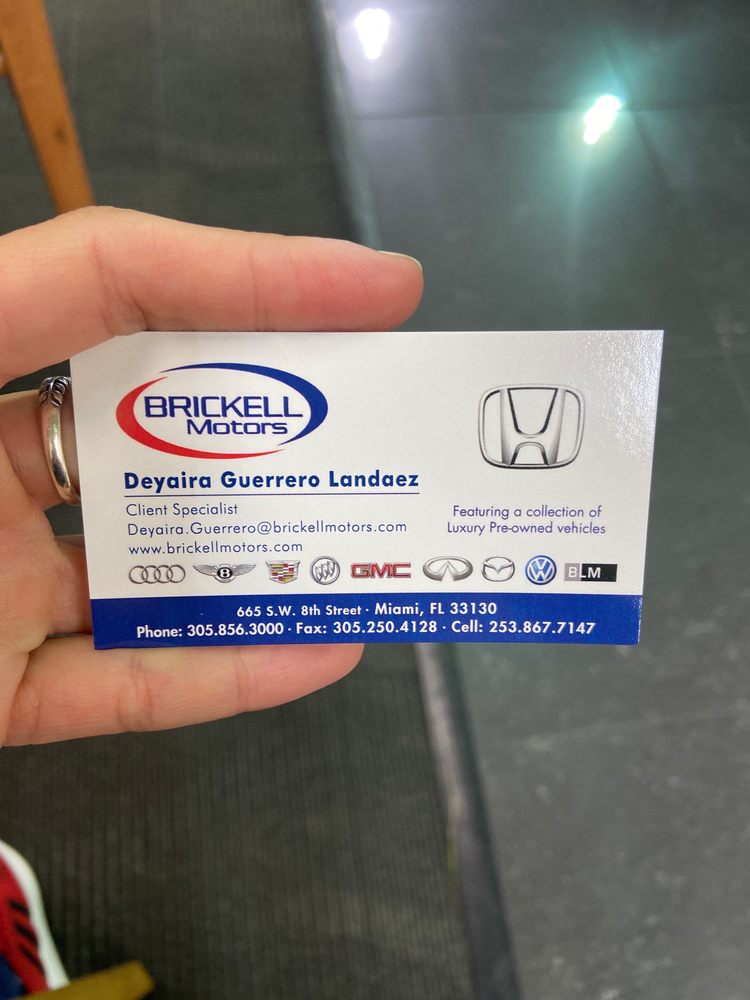 BRICKELL
Motors
Deyaira Guerrero Landaez
Client Specialist
Deyaira.Guerrero@brickellmotors.com
www.brickellmotors.com
Featuring a collection of
Luxury Pre-owned vehicles
B GMC BLM
665 S.W. 8th Street · Miami, FL 33130
Phone: 305.856.3000 · Fax: 305.250.4128 · Cell: 253.867.7147